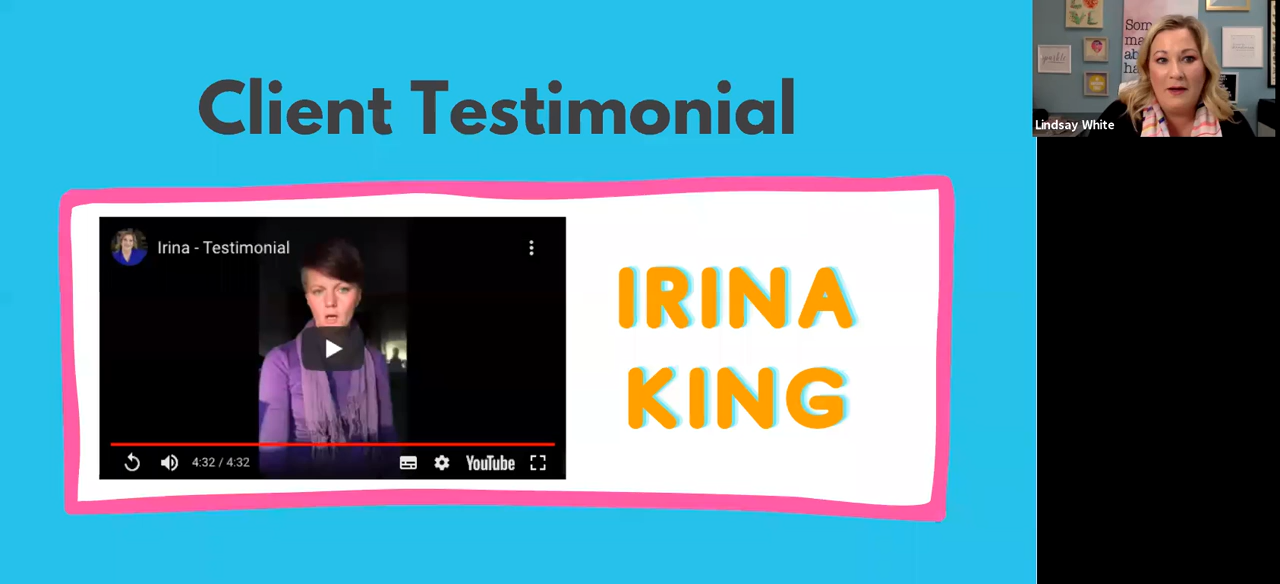 Client Testimonial
Irina - Testimonial
4:32 / 4:32
YouTube
IRINA
KING
Lindsay White